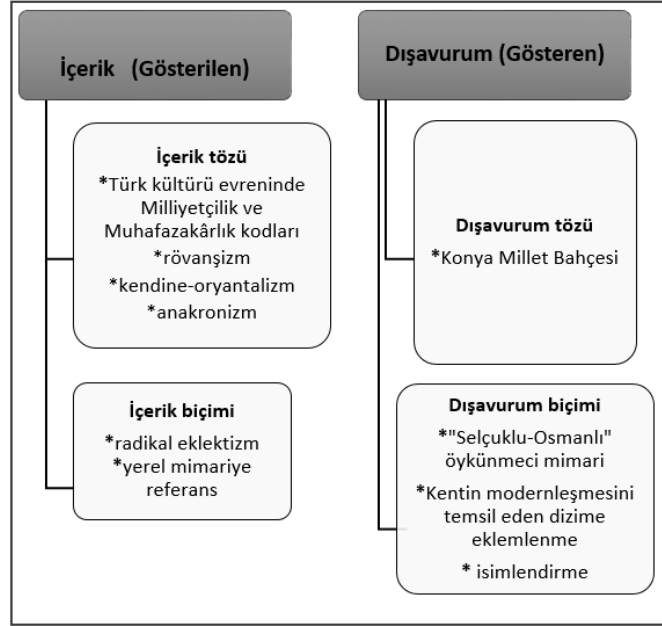 İçerik (Gösterilen)
İçerik tözü
*Türk kültürü evreninde
Milliyetçilik ve
Muhafazakârlık kodları
*rövanşizm
*kendine-oryantalizm
*anakronizm
İçerik biçimi
*radikal eklektizm
*yerel mimariye
referans
Dışavurum (Gösteren)
Dışavurum tözü
*Konya Millet Bahçesi
Dışavurum biçimi
*"Selçuklu-Osmanlı"
öykünmeci mimari
*Kentin modernleşmesini
temsil eden dizime
eklemlenme
* isimlendirme